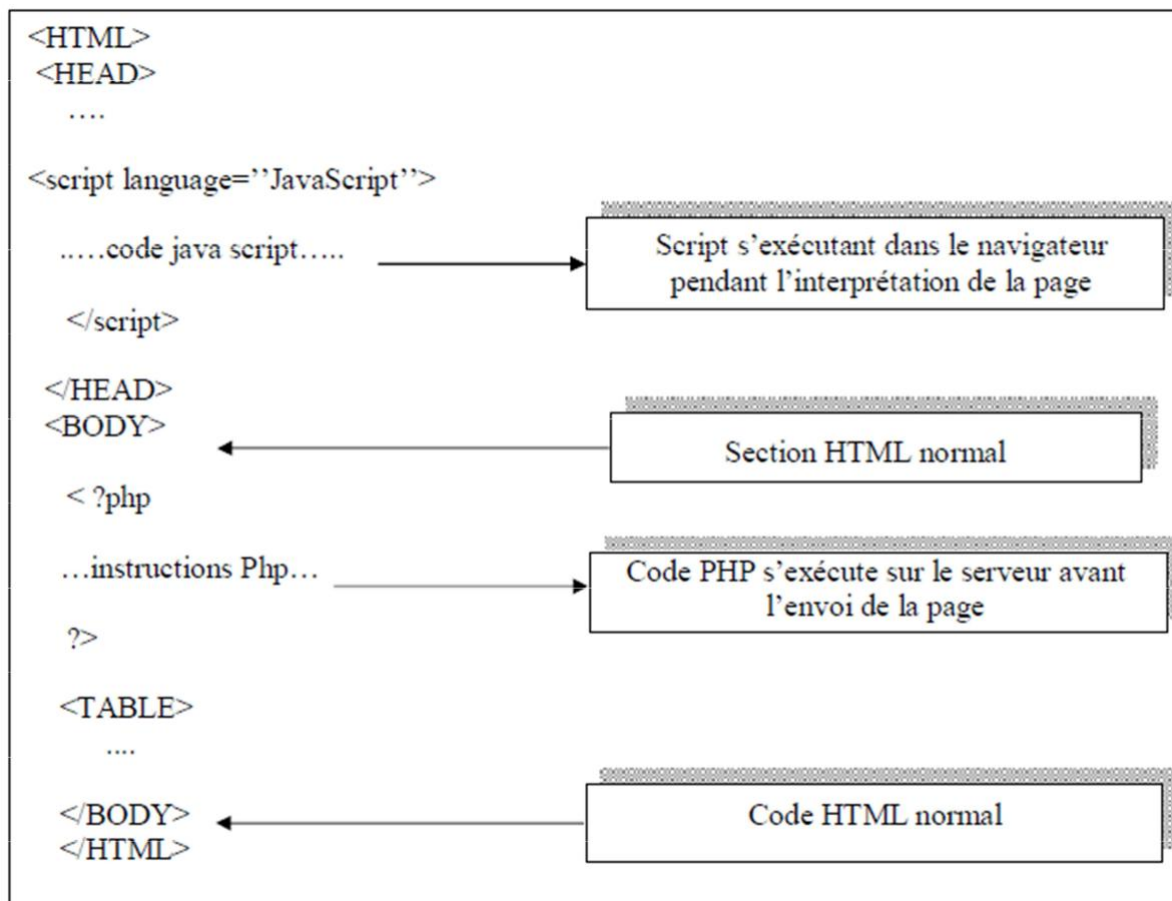 <HTML>
<HEAD>
....
<script language=’’JavaScript’’>
..…code java script…..
Script s’exécutant dans le navigateur
pendant l’interprétation de la page
</script>
</HEAD>
<BODY>
Section HTML normal
< ?php
…instructions Php…
Code PHP s’exécute sur le serveur avant
l’envoi de la page
?>
<TABLE>
....
</BODY>
Code HTML normal
</HTML>